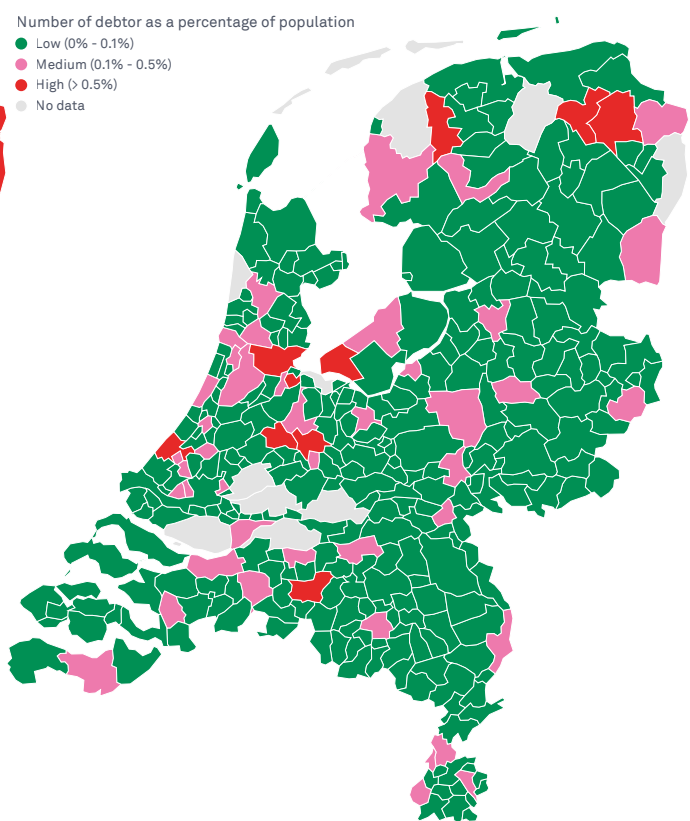 Number of debtor as a percentage of population
Low (0% - 0.1%)
Medium (0.1% - 0.5%)
High (> 0.5%)
No data